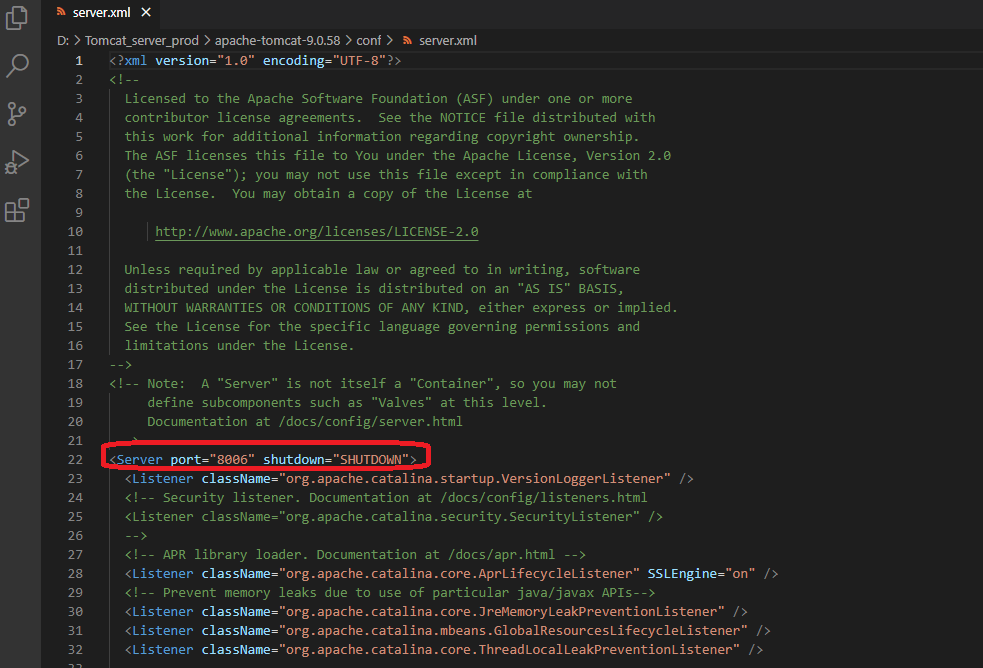 server.xml
D: > Tomcat_server_prod > apache-tomcat-9.0.58 > conf > server.xml
1 <?xml version="1.0" encoding="UTF-8"?>
2 <!--
3 Licensed to the Apache Software Foundation (ASF) under one or more
4 contributor license agreements.  See the NOTICE file distributed with
5 this work for additional information regarding copyright ownership.
6 The ASF licenses this file to You under the Apache License, Version 2.0
7 (the "License"); you may not use this file except in compliance with
8 the License.  You may obtain a copy of the License at
9
10 http://www.apache.org/licenses/LICENSE-2.0
11
12 Unless required by applicable law or agreed to in writing, software
13 distributed under the License is distributed on an "AS IS" BASIS,
14 WITHOUT WARRANTIES OR CONDITIONS OF ANY KIND, either express or implied.
15 See the License for the specific language governing permissions and
16 limitations under the License.
17 -->
18 <!-- Note:  A "Server" is not itself a "Container", so you may not
19 define subcomponents such as "Valves" at this level.
20 Documentation at /docs/config/server.html
21
22 <Server port="8006" shutdown="SHUTDOWN">
23 <Listener className="org.apache.catalina.startup.VersionLoggerListener" />
24 <!-- Security listener. Documentation at /docs/config/listeners.html
25 <Listener className="org.apache.catalina.security.SecurityListener" />
26 -->
27 <!-- APR library loader. Documentation at /docs/apr.html -->
28 <Listener className="org.apache.catalina.core.AprLifecycleListener" SSLEngine="on" />
29 <!-- Prevent memory leaks due to use of particular java/javax APIs-->
30 <Listener className="org.apache.catalina.core.JreMemoryLeakPreventionListener" />
31 <Listener className="org.apache.catalina.mbeans.GlobalResourcesLifecycleListener" />
32 <Listener className="org.apache.catalina.core.ThreadLocalLeakPreventionListener" />